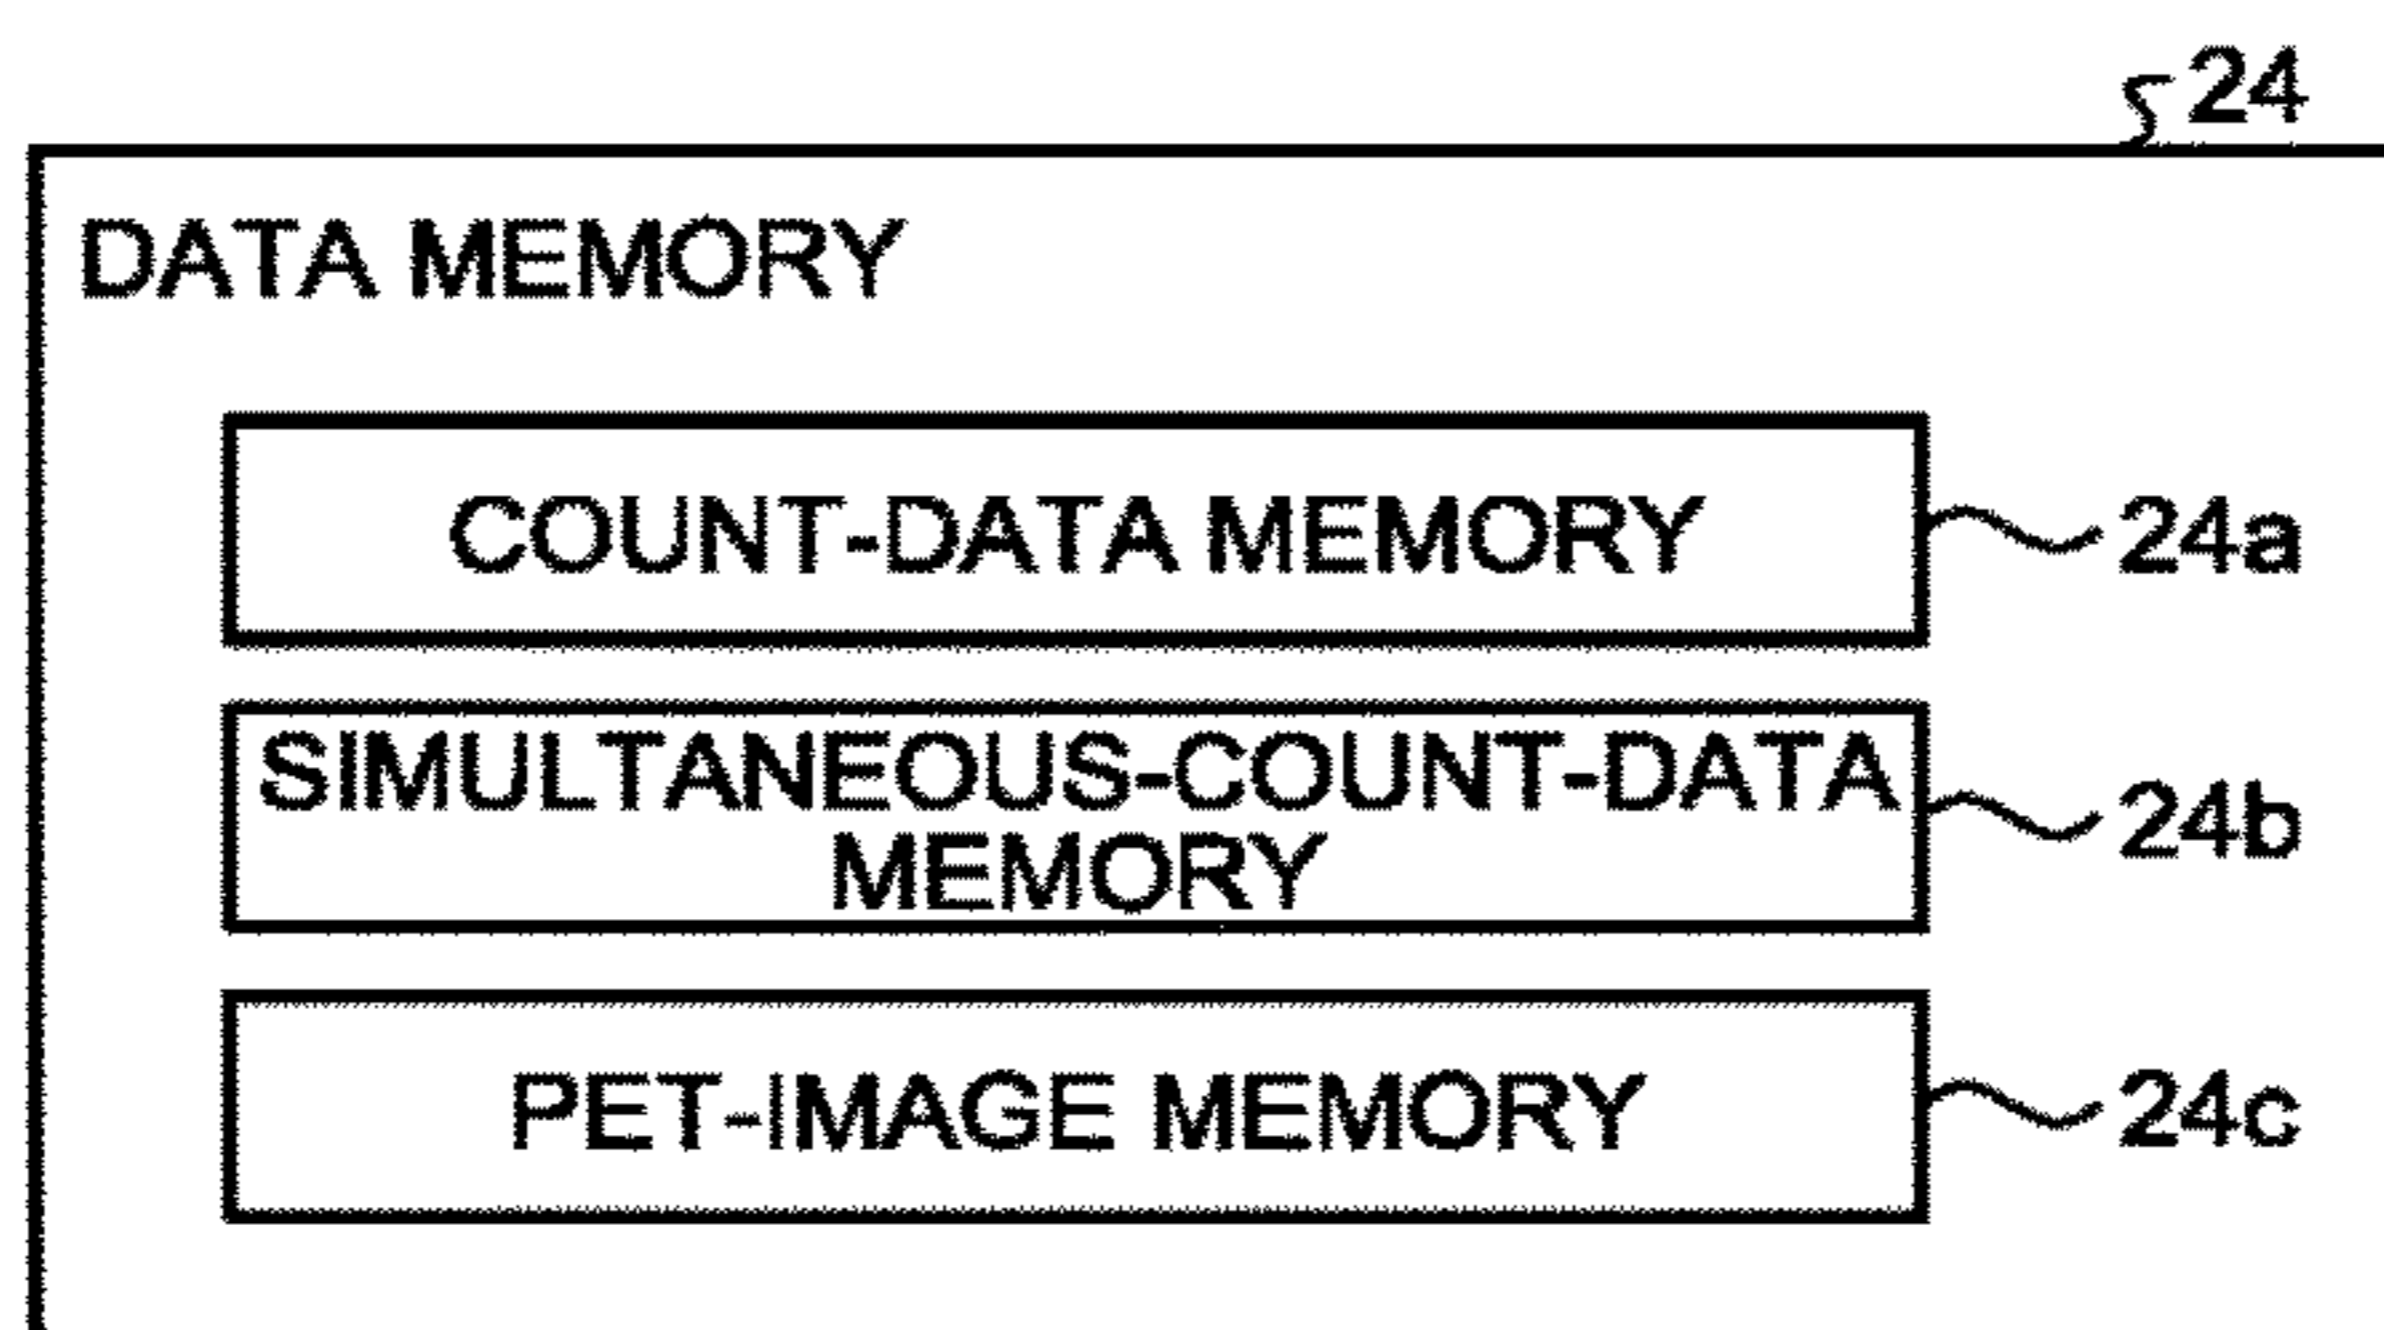 24
DATA MEMORY
COUNT-DATA MEMORY
24a
SIMULTANEOUS-COUNT-DATA
MEMORY
24b
PET-IMAGE MEMORY
24c